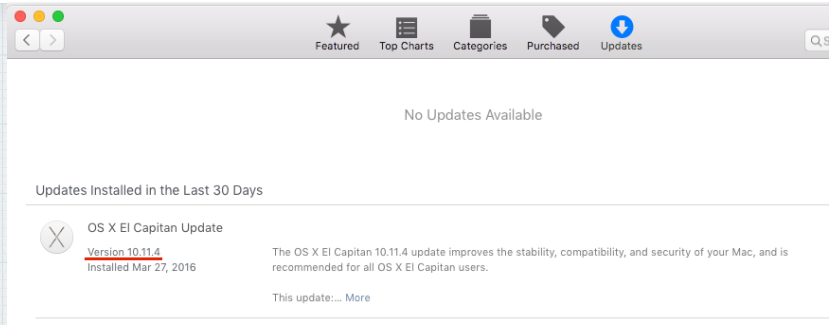 Featured Top Charts Categories Purchased Updates
No Updates Available
Updates Installed in the Last 30 Days
OS X El Capitan Update
Version 10.11.4
Installed Mar 27, 2016
The OS X El Capitan 10.11.4 update improves the stability, compatibility, and security of your Mac, and is
recommended for all OS X El Capitan users.
This update:... More